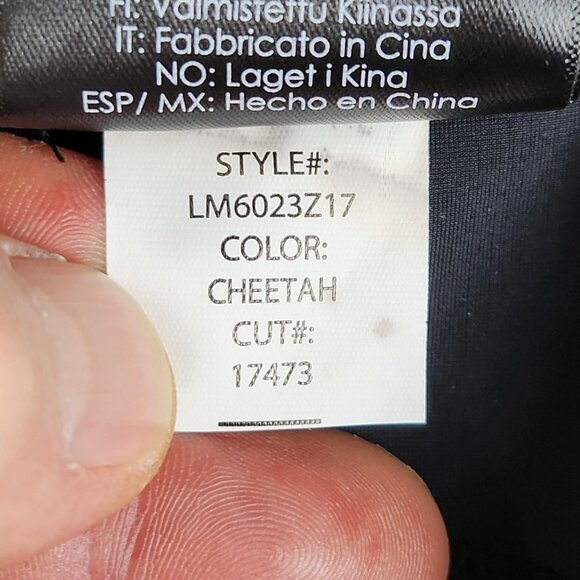 FI: Valmistettu Kiinassa
IT: Fabbricato in Cina
NO: Laget i Kina
ESP/ MX: Hecho en China
STYLE#:
LM6023Z17
COLOR:
CHEETAH
CUT#:
17473